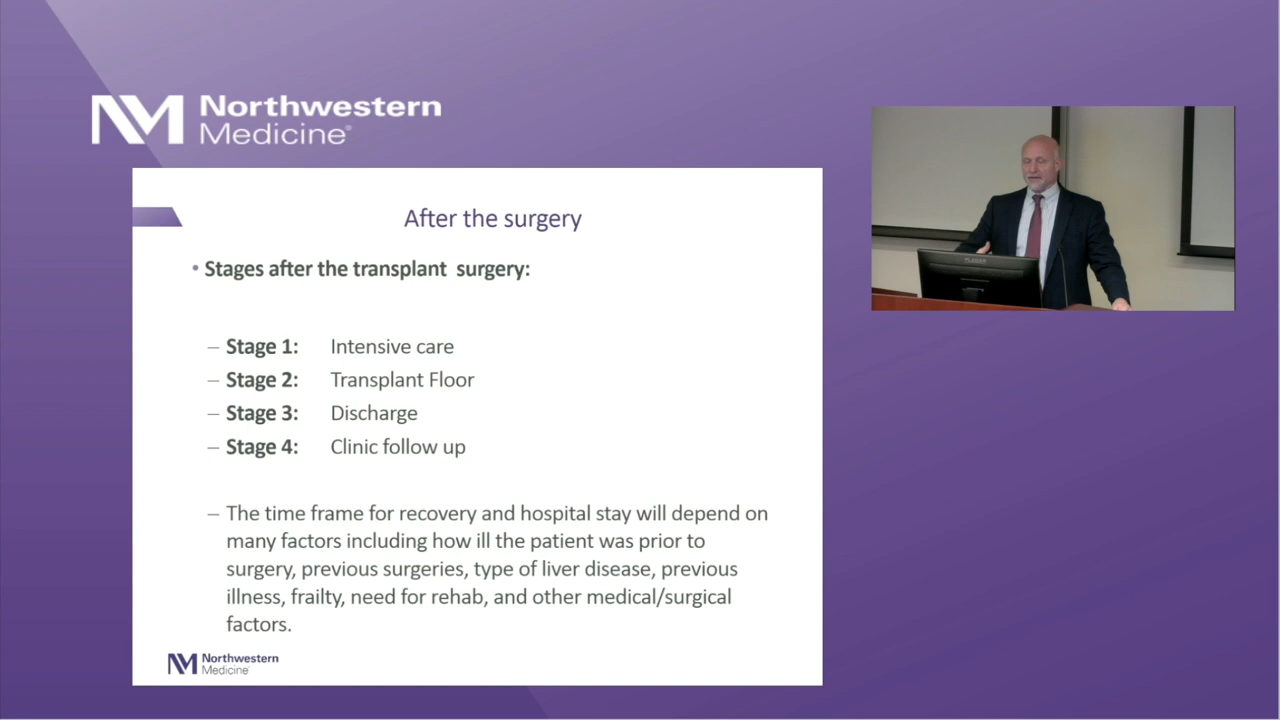 Northwestern
Medicine®
After the surgery
• Stages after the transplant surgery:
– Stage 1: Intensive care
– Stage 2: Transplant Floor
– Stage 3: Discharge
– Stage 4: Clinic follow up
– The time frame for recovery and hospital stay will depend on
many factors including how ill the patient was prior to
surgery, previous surgeries, type of liver disease, previous
illness, frailty, need for rehab, and other medical/surgical
factors.
Northwestern
Medicine